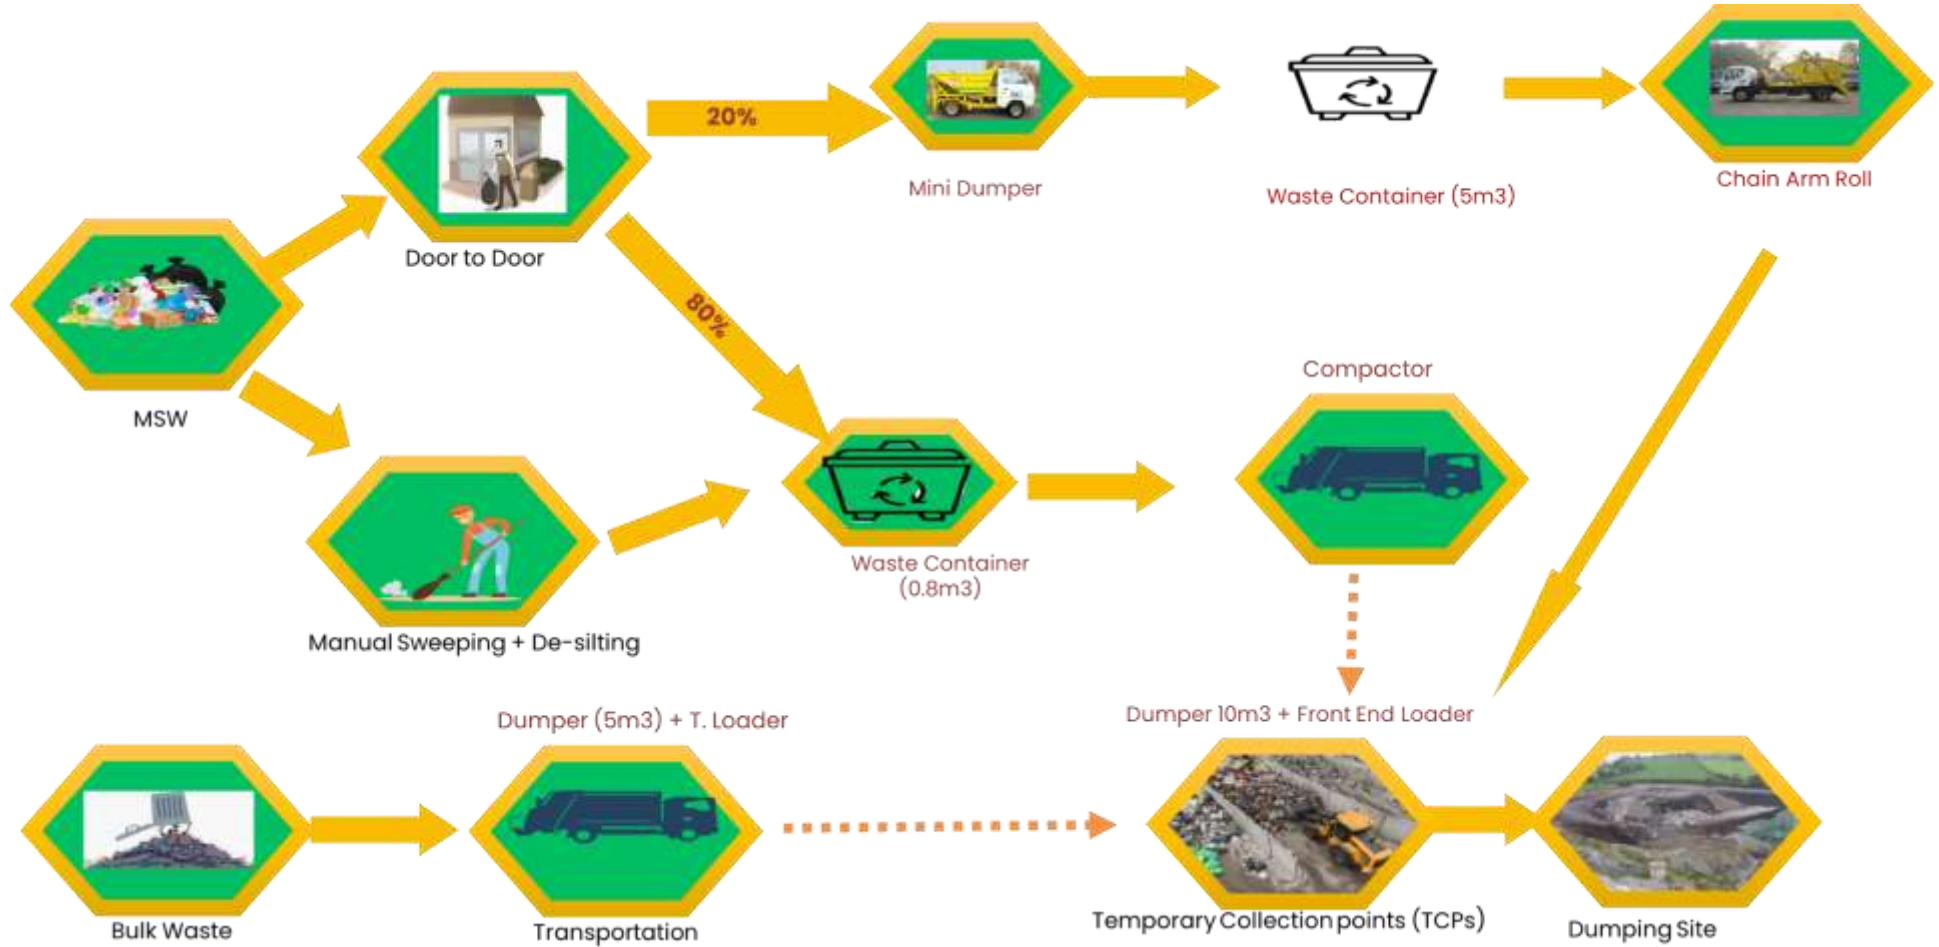 20%
Mini Dumper
Waste Container (5m3)
Chain Arm Roll
Door to Door
80%
MSW
Compactor
Waste Container
(0.8m3)
Manual Sweeping + De-silting
Dumper (5m3) + T. Loader
Dumper 10m3 + Front End Loader
Bulk Waste
Transportation
Temporary Collection points (TCPs)
Dumping Site